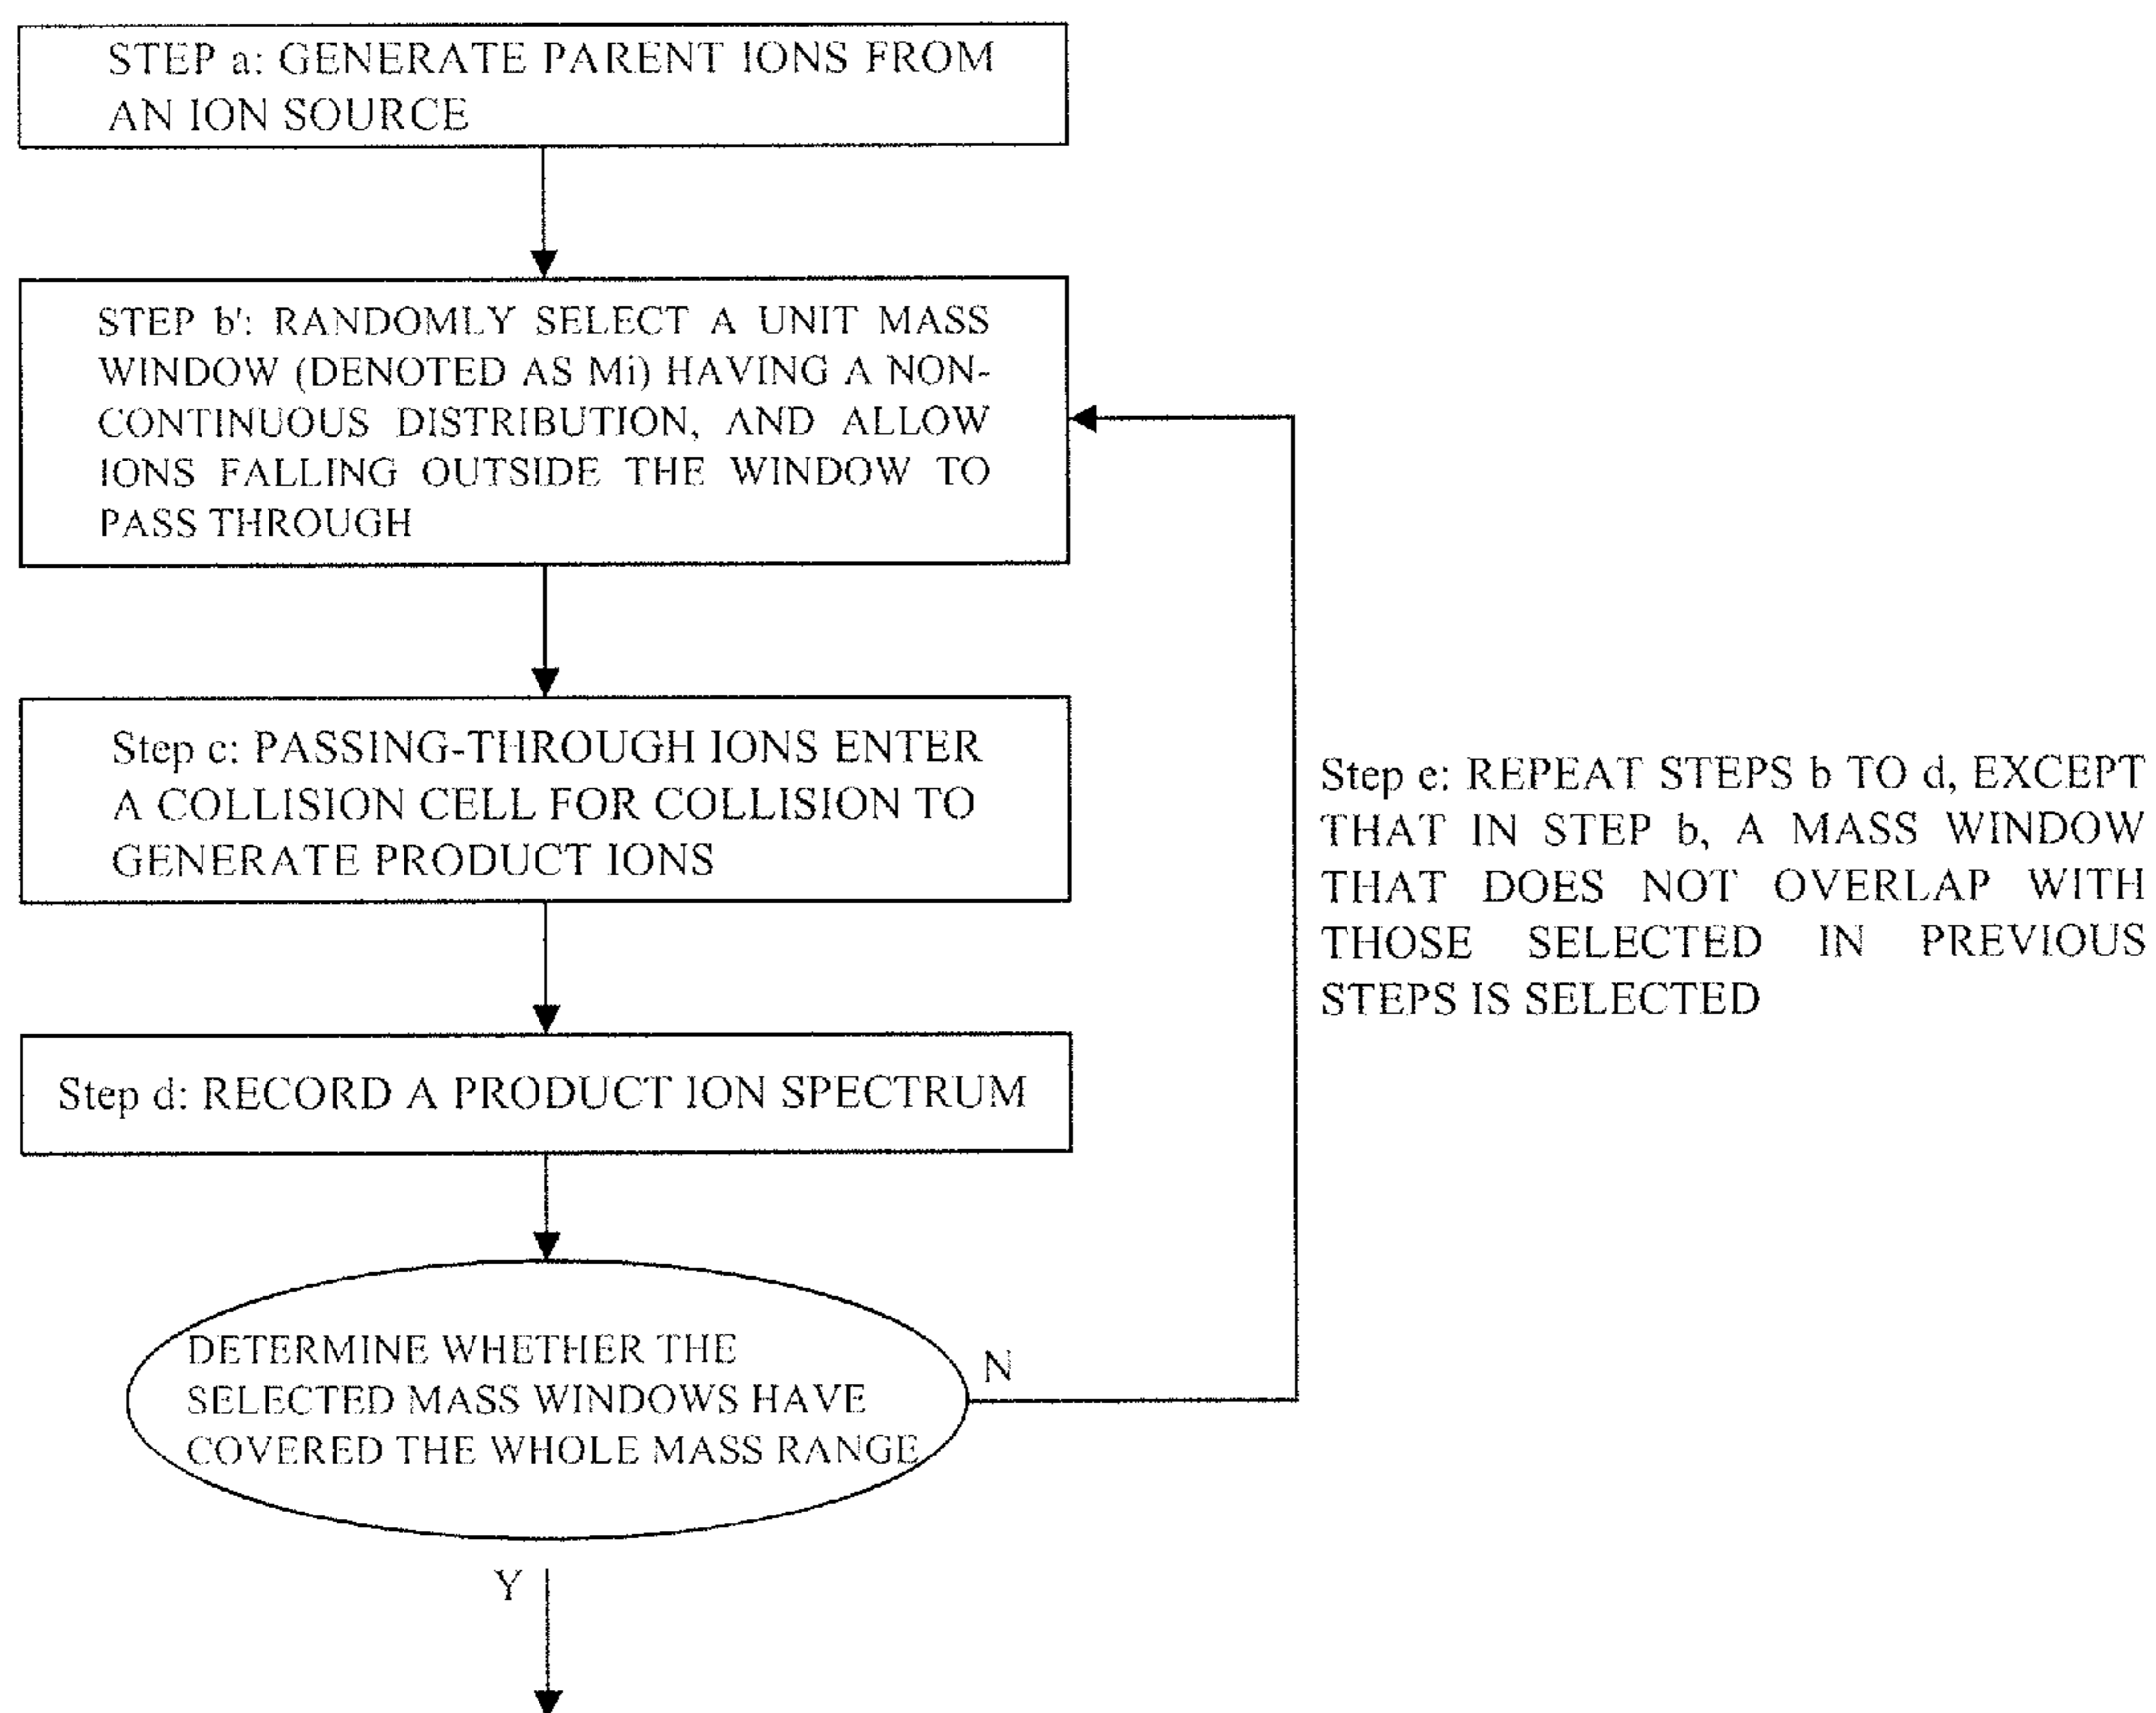 STEP a: GENERATE PARENT IONS FROM
AN ION SOURCE
STEP b': RANDOMLY SELECT A UNIT MASS
WINDOW (DENOTED AS Mi) HAVING A NON-
CONTINUOUS DISTRIBUTION, AND ALLOW
IONS FALLING OUTSIDE THE WINDOW TO
PASS THROUGH
Step c: PASSING-THROUGH IONS ENTER
A COLLISION CELL FOR COLLISION TO
GENERATE PRODUCT IONS
Step e: REPEAT STEPS b TO d, EXCEPT
THAT IN STEP b, A MASS WINDOW
THAT DOES NOT OVERLAP WITH
THOSE SELECTED IN PREVIOUS
STEPS IS SELECTED
Step d: RECORD A PRODUCT ION SPECTRUM
DETERMINE WHETHER THE
SELECTED MASS WINDOWS HAVE
COVERED THE WHOLE MASS RANGE
N
Y